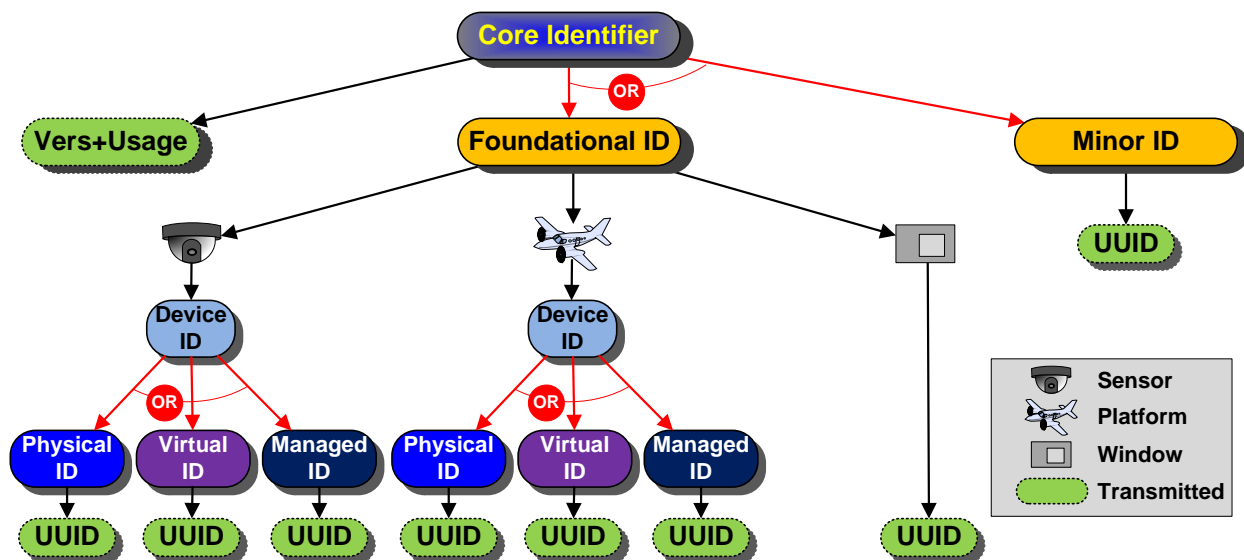 Core Identifier
OR
Vers+Usage
Foundational ID
Minor ID
UUID
Device
ID
Device
ID
OR
OR
Physical
ID
Virtual
ID
Managed
ID
Physical
ID
Virtual
ID
Managed
ID
UUID
UUID
UUID
UUID
UUID
UUID
UUID
Sensor
Platform
Window
Transmitted